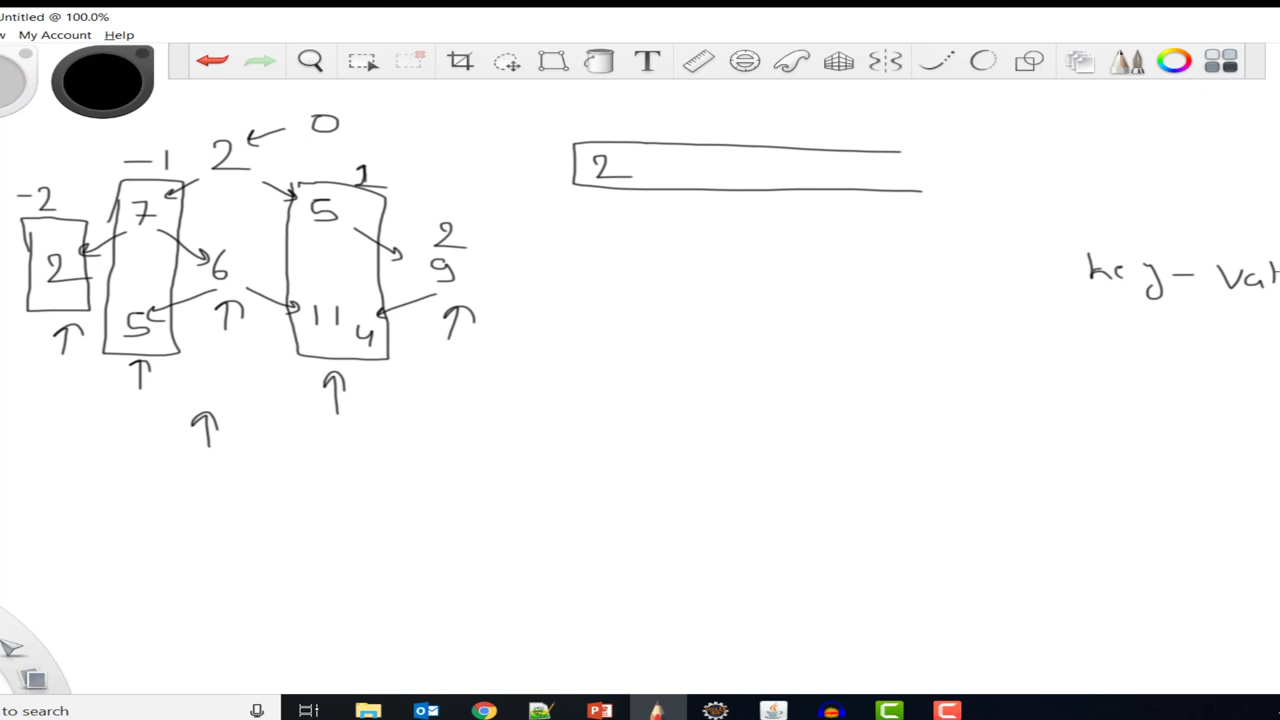 Untitled @ 100.0%
My Account Help
0
-1 2 1
-2
7 5 2
2 6 9
5 11 4
2
key - val
to search